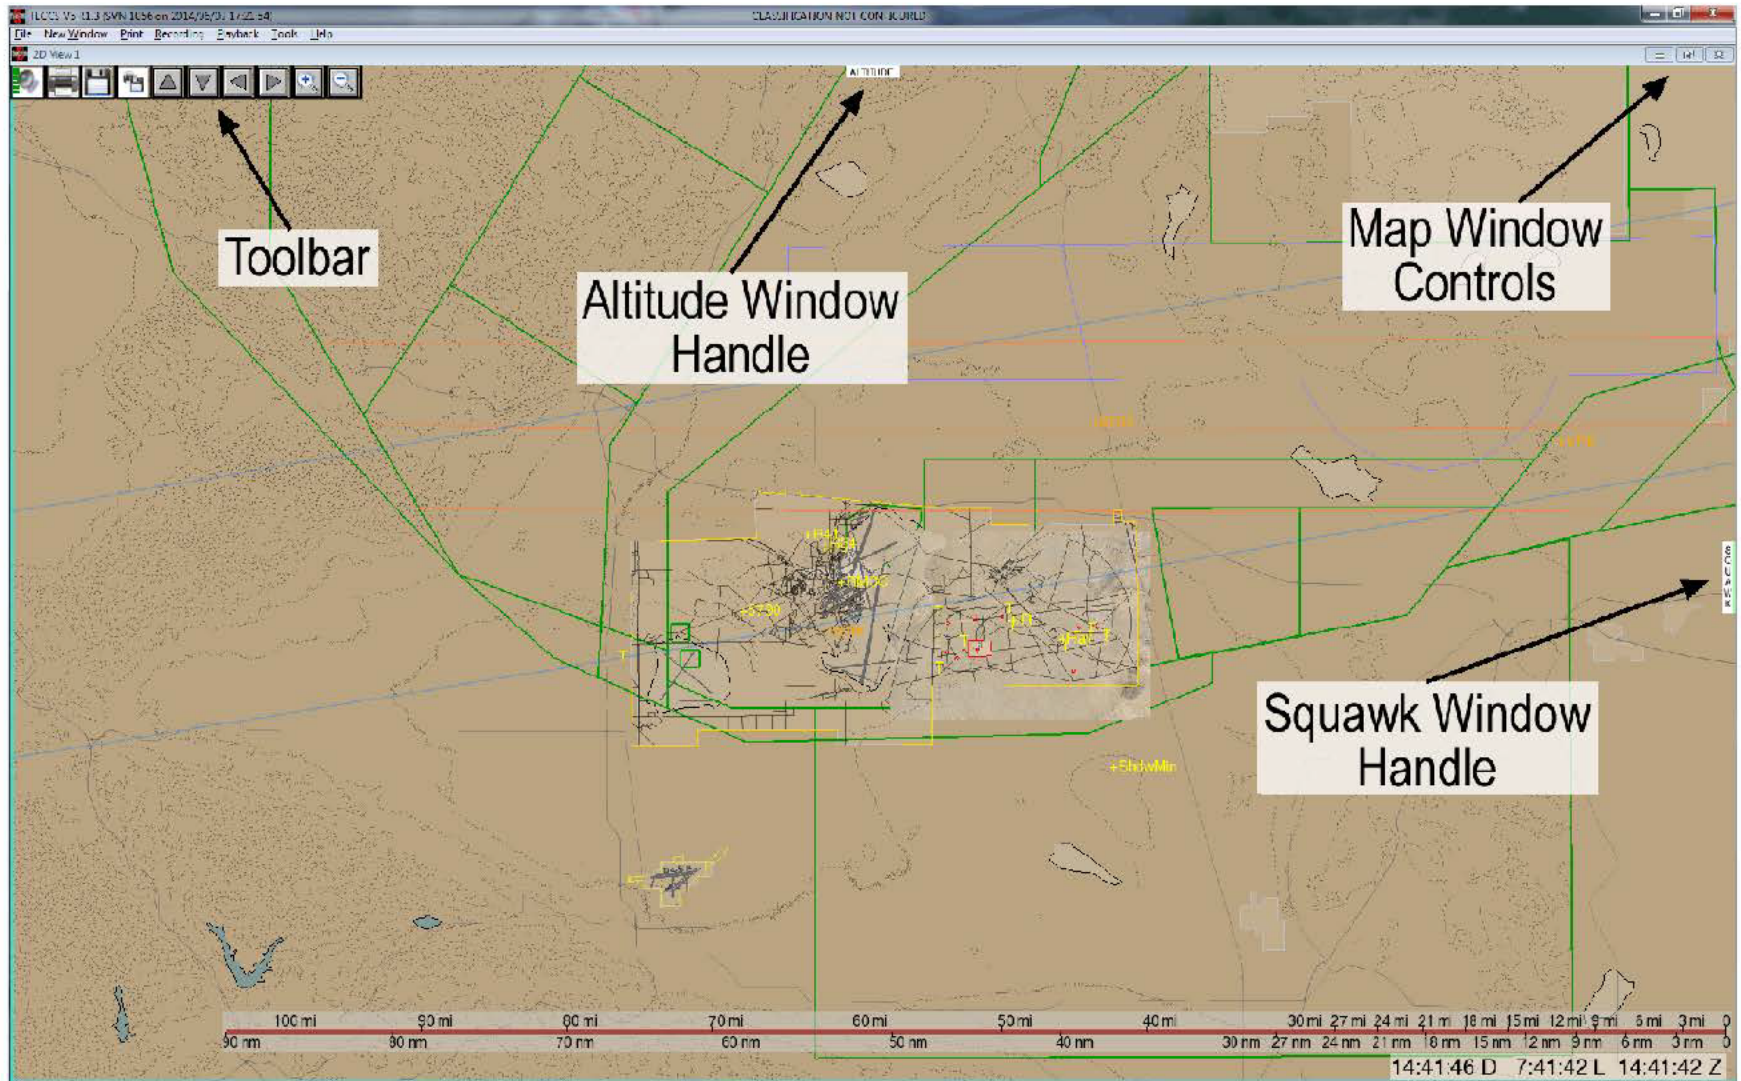 CLASSIFICATION NOT CONFIGURED
File New Window Print Recording Playback Tools Help
2D View 1
ALTITUDE
Toolbar
Altitude Window
Handle
Map Window
Controls
SQUAWK
Squawk Window
Handle
+ShdwMtn
100 mi 90 mi 80 mi 70 mi 60 mi 50 mi 40 mi 30 mi 27 mi 24 mi 21 mi 18 mi 15 mi 12 mi 9 mi 6 mi 3 mi 0
90 nm 80 nm 70 nm 60 nm 50 nm 40 nm 30 nm 27 nm 24 nm 21 nm 18 nm 15 nm 12 nm 9 nm 6 nm 3 nm 0
14:41:46 D 7:41:42 L 14:41:42 Z